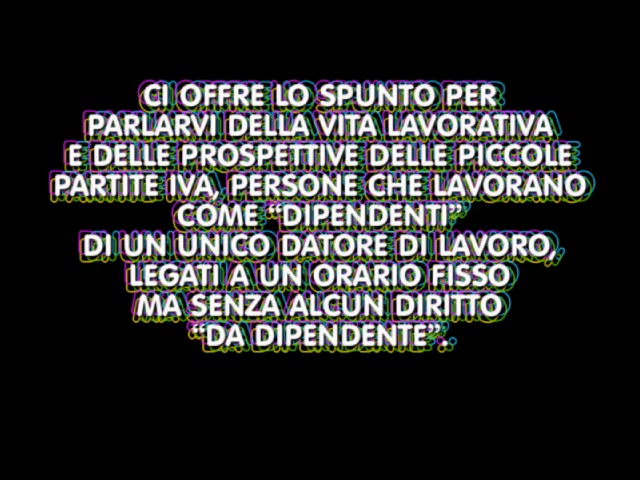 CI OFFRE LO SPUNTO PER
PARLARVI DELLA VITA LAVORATIVA
E DELLE PROSPETTIVE DELLE PICCOLE
PARTITE IVA, PERSONE CHE LAVORANO
COME “DIPENDENTI”
DI UN UNICO DATORE DI LAVORO,
LEGATI A UN ORARIO FISSO
MA SENZA ALCUN DIRITTO
“DA DIPENDENTE”.